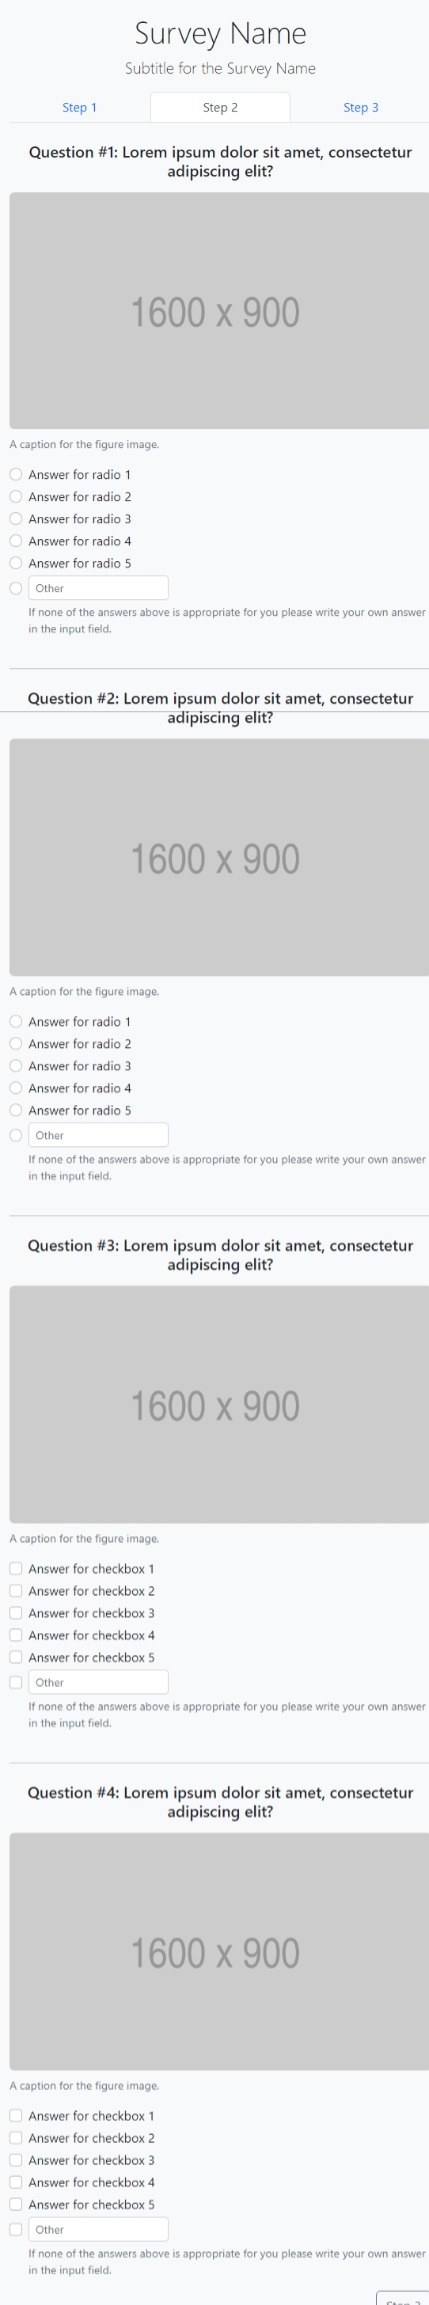 Survey Name
Subtitle for the Survey Name
Step 1 Step 2 Step 3
Question #1: Lorem ipsum dolor sit amet, consectetur
adipiscing elit?
1600 x 900
A caption for the figure image.
Answer for radio 1
Answer for radio 2
Answer for radio 3
Answer for radio 4
Answer for radio 5
Other
If none of the answers above is appropriate for you please write your own answer
in the input field.
Question #2: Lorem ipsum dolor sit amet, consectetur
adipiscing elit?
1600 x 900
A caption for the figure image.
Answer for radio 1
Answer for radio 2
Answer for radio 3
Answer for radio 4
Answer for radio 5
Other
If none of the answers above is appropriate for you please write your own answer
in the input field.
Question #3: Lorem ipsum dolor sit amet, consectetur
adipiscing elit?
1600 x 900
A caption for the figure image.
Answer for checkbox 1
Answer for checkbox 2
Answer for checkbox 3
Answer for checkbox 4
Answer for checkbox 5
Other
If none of the answers above is appropriate for you please write your own answer
in the input field.
Question #4: Lorem ipsum dolor sit amet, consectetur
adipiscing elit?
1600 x 900
A caption for the figure image.
Answer for checkbox 1
Answer for checkbox 2
Answer for checkbox 3
Answer for checkbox 4
Answer for checkbox 5
Other
If none of the answers above is appropriate for you please write your own answer
in the input field.